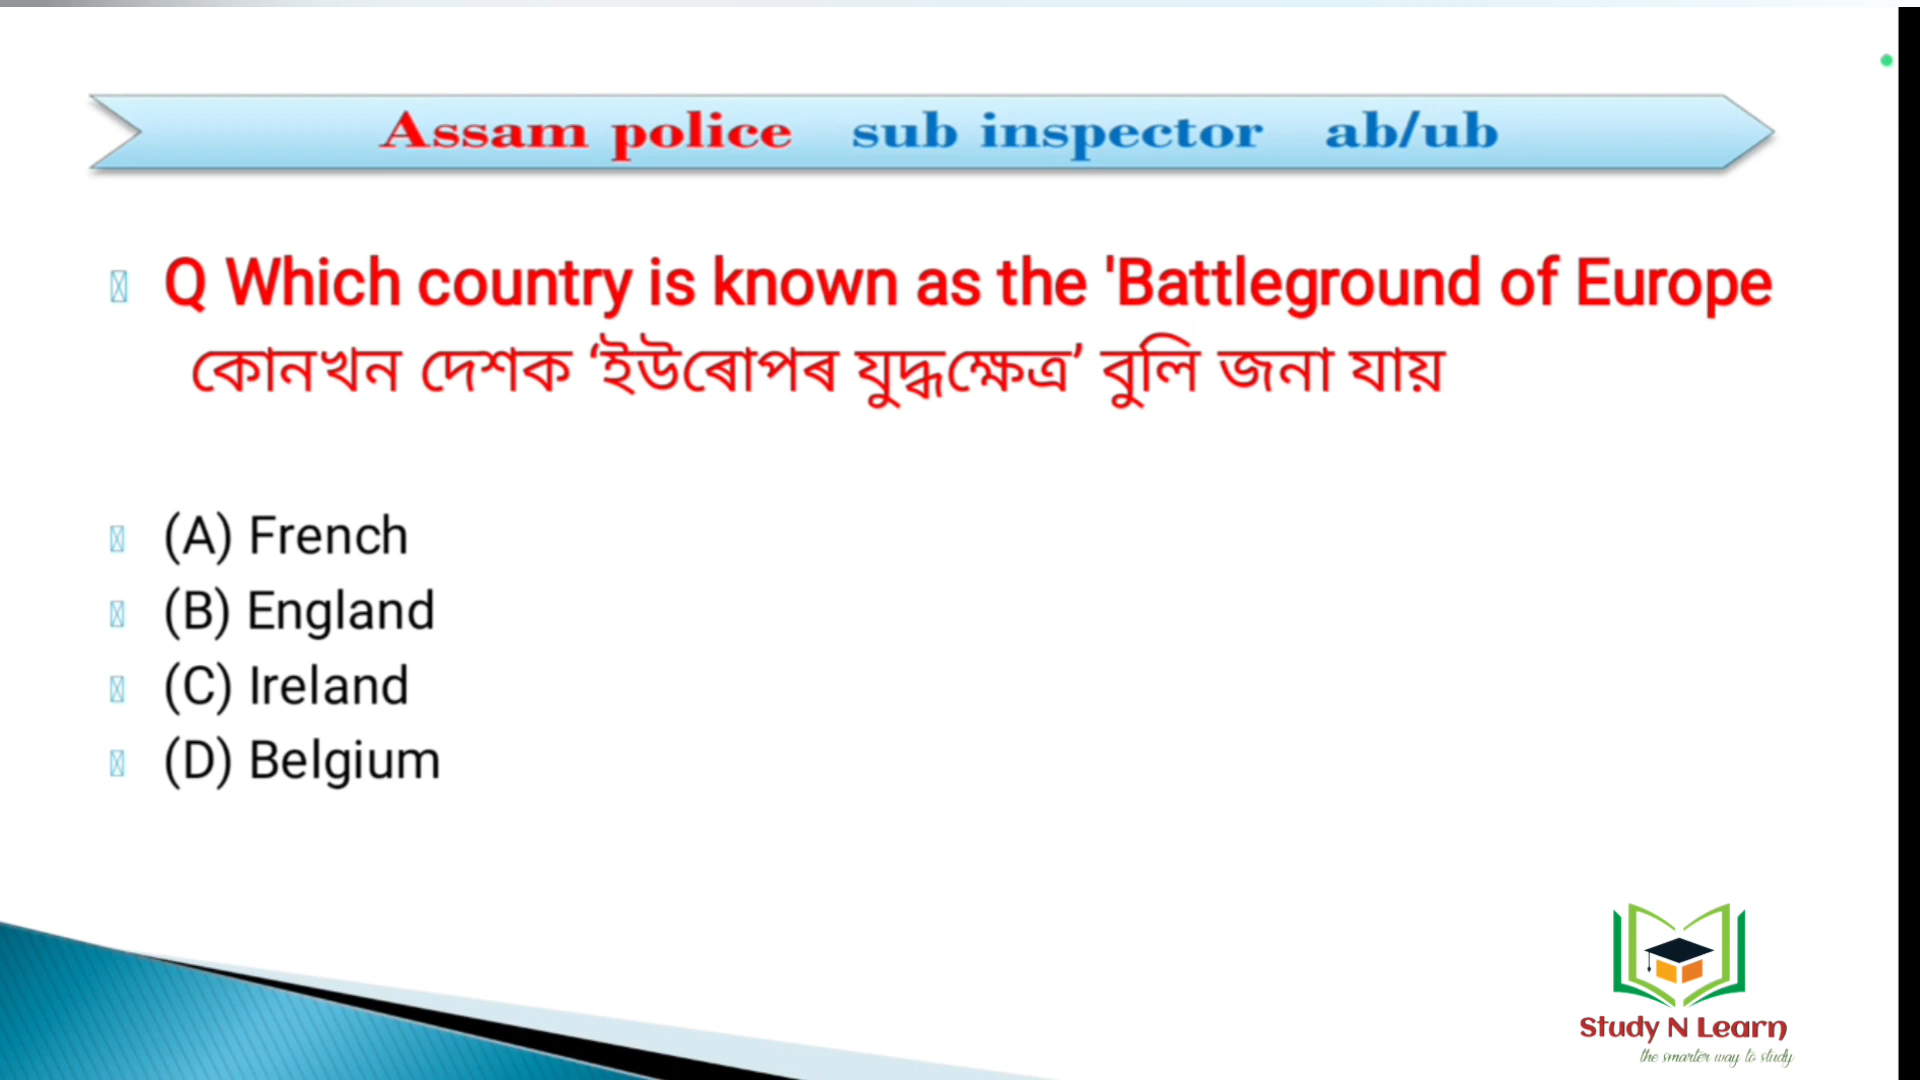 Assam police sub inspector ab/ub
Q Which country is known as the 'Battleground of Europe
কোনখন দেশক ‘ইউৰোপৰ যুদ্ধক্ষেত্ৰ’ বুলি জনা যায়
(A) French
(B) England
(C) Ireland
(D) Belgium
Study N Learn
the smarter way to study